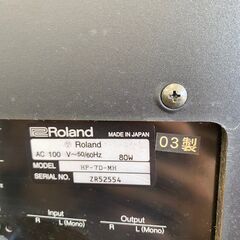 Roland
MADE IN JAPAN
Roland
AC 100 V~50/60Hz 80W
MODEL HP-7D-MH
SERIAL NO. ZR52554
03製
Input Output
R L(Mono) R L(Mono)